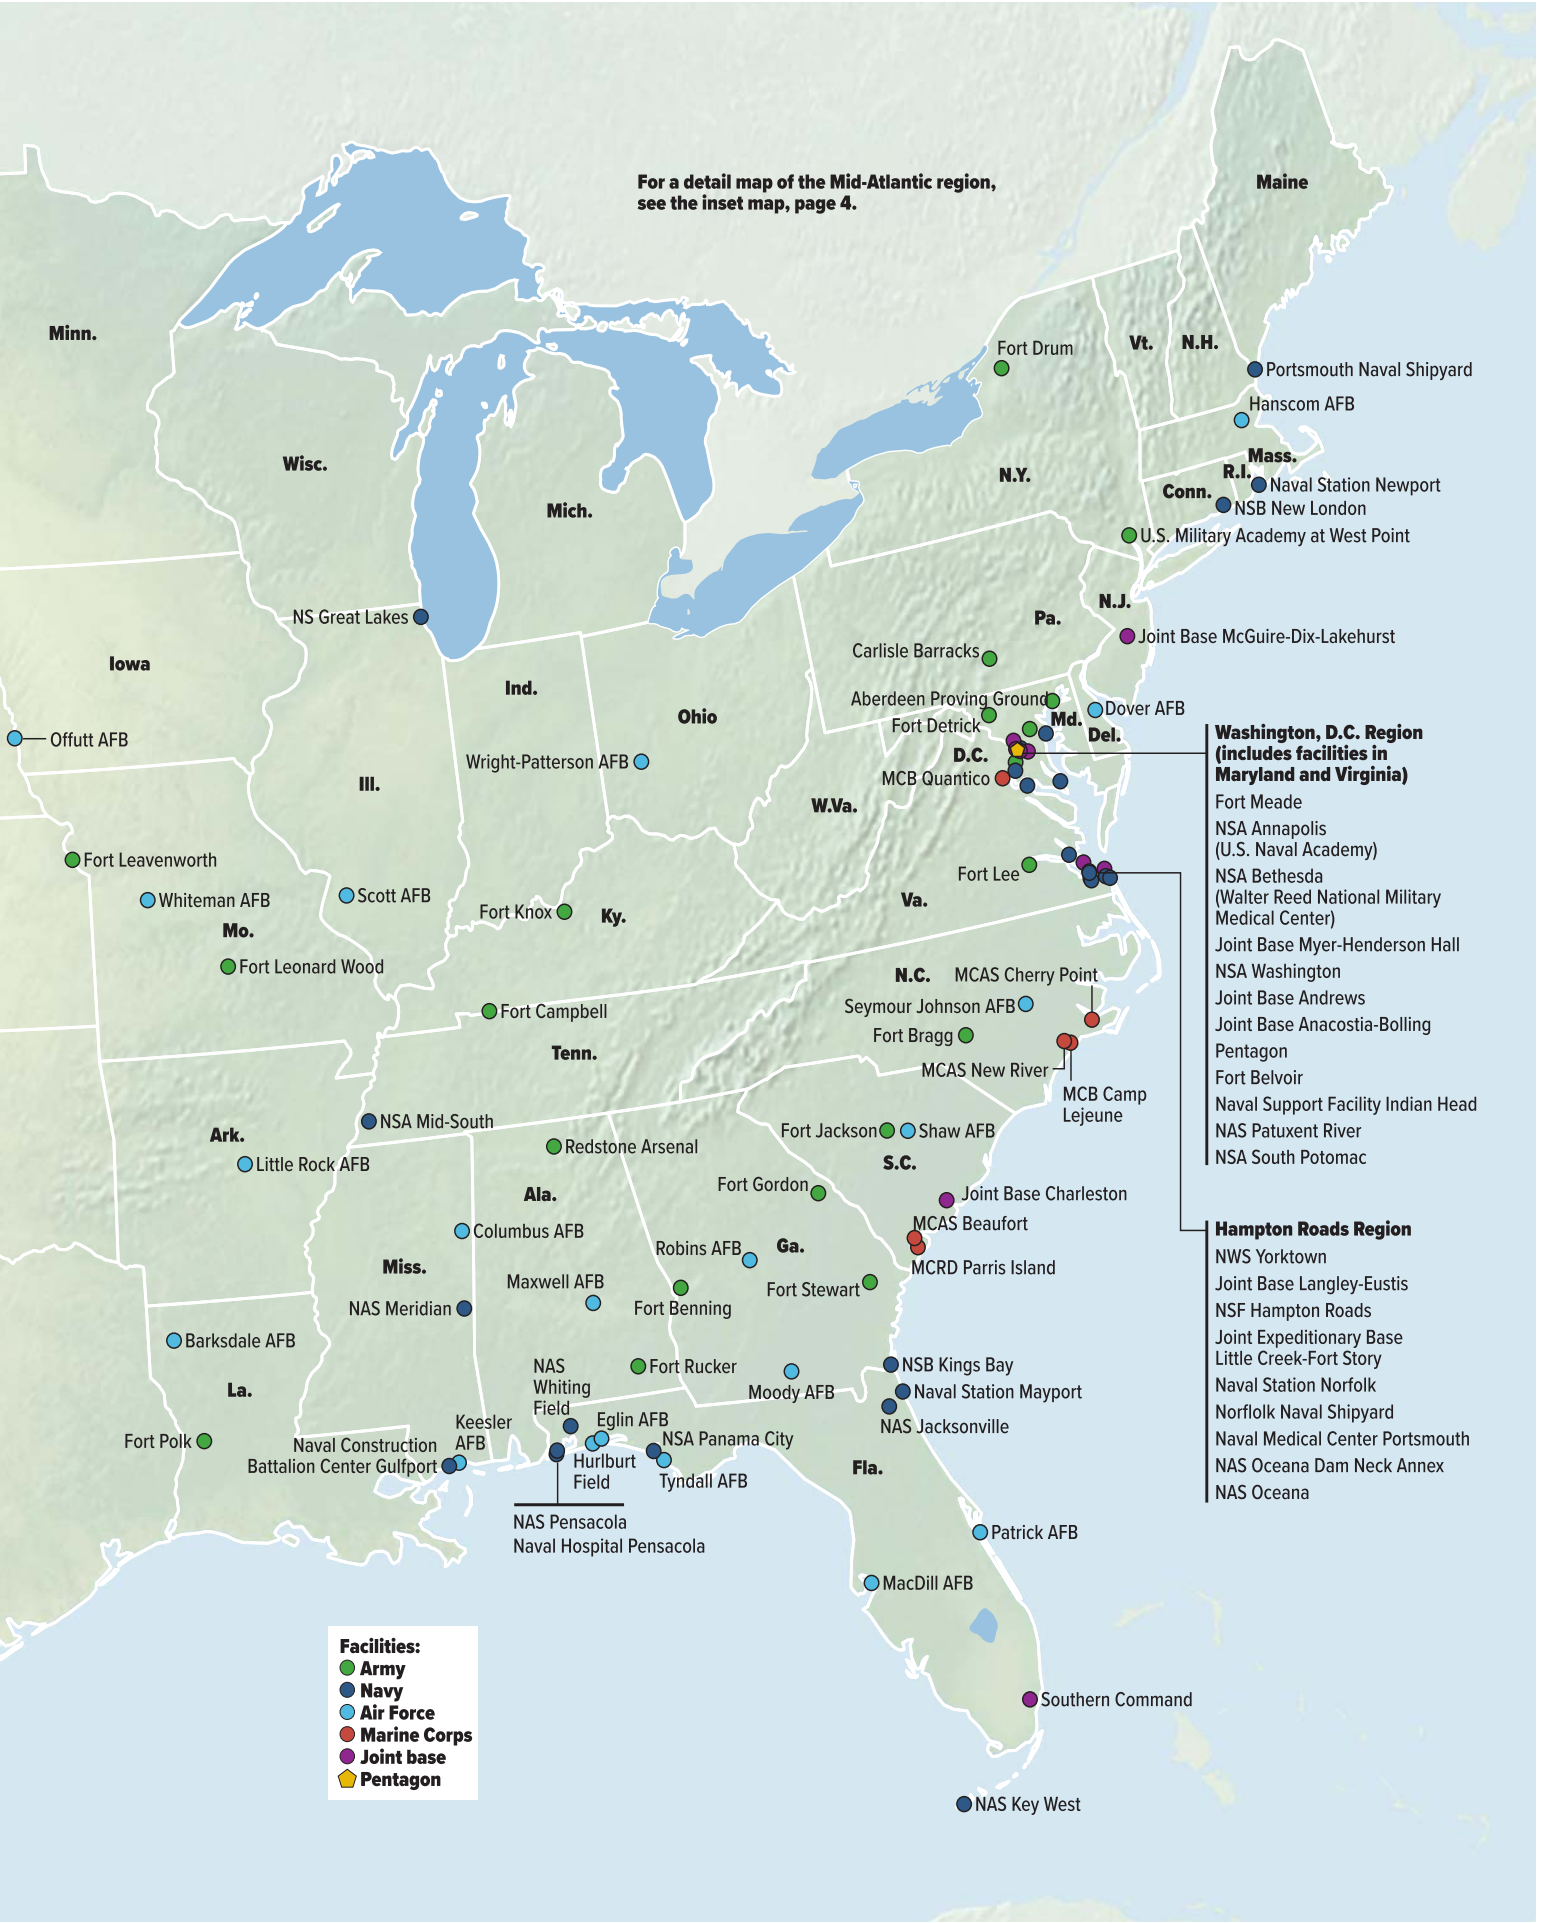 For a detail map of the Mid-Atlantic region,
see the inset map, page 4.
Maine
Minn.
Vt.
N.H.
Fort Drum
Portsmouth Naval Shipyard
Hanscom AFB
Wisc.
Mass.
N.Y.
R.I.
Conn.
Naval Station Newport
Mich.
NSB New London
U.S. Military Academy at West Point
N.J.
NS Great Lakes
Pa.
Joint Base McGuire-Dix-Lakehurst
Carlisle Barracks
Iowa
Ind.
Aberdeen Proving Ground
Dover AFB
Ohio
Md.
Fort Detrick
Del.
Offutt AFB
D.C.
Wright-Patterson AFB
MCB Quantico
Ill.
W.Va.
Washington, D.C. Region
(includes facilities in
Maryland and Virginia)
Fort Meade
NSA Annapolis
(U.S. Naval Academy)
NSA Bethesda
(Walter Reed National Military
Medical Center)
Joint Base Myer-Henderson Hall
NSA Washington
Joint Base Andrews
Joint Base Anacostia-Bolling
Pentagon
Fort Belvoir
Naval Support Facility Indian Head
NAS Patuxent River
NSA South Potomac
Fort Leavenworth
Fort Lee
Whiteman AFB
Scott AFB
Va.
Fort Knox
Ky.
Mo.
Fort Leonard Wood
N.C.
MCAS Cherry Point
Seymour Johnson AFB
Fort Campbell
Fort Bragg
Tenn.
MCAS New River
MCB Camp
Lejeune
NSA Mid-South
Ark.
Fort Jackson
Shaw AFB
Redstone Arsenal
Little Rock AFB
S.C.
Fort Gordon
Ala.
Joint Base Charleston
MCAS Beaufort
Columbus AFB
Robins AFB
Ga.
Miss.
MCRD Parris Island
Maxwell AFB
Fort Stewart
NAS Meridian
Fort Benning
Hampton Roads Region
NWS Yorktown
Joint Base Langley-Eustis
NSF Hampton Roads
Joint Expeditionary Base
Little Creek-Fort Story
Naval Station Norfolk
Norflolk Naval Shipyard
Naval Medical Center Portsmouth
NAS Oceana Dam Neck Annex
NAS Oceana
Barksdale AFB
NAS
Whiting
Field
Fort Rucker
NSB Kings Bay
La.
Moody AFB
Naval Station Mayport
NAS Jacksonville
Keesler
AFB
Eglin AFB
Fort Polk
Naval Construction
Battalion Center Gulfport
NSA Panama City
Hurlburt
Field
Tyndall AFB
Fla.
NAS Pensacola
Naval Hospital Pensacola
Patrick AFB
MacDill AFB
Facilities:
Army
Navy
Air Force
Marine Corps
Joint base
Pentagon
Southern Command
NAS Key West